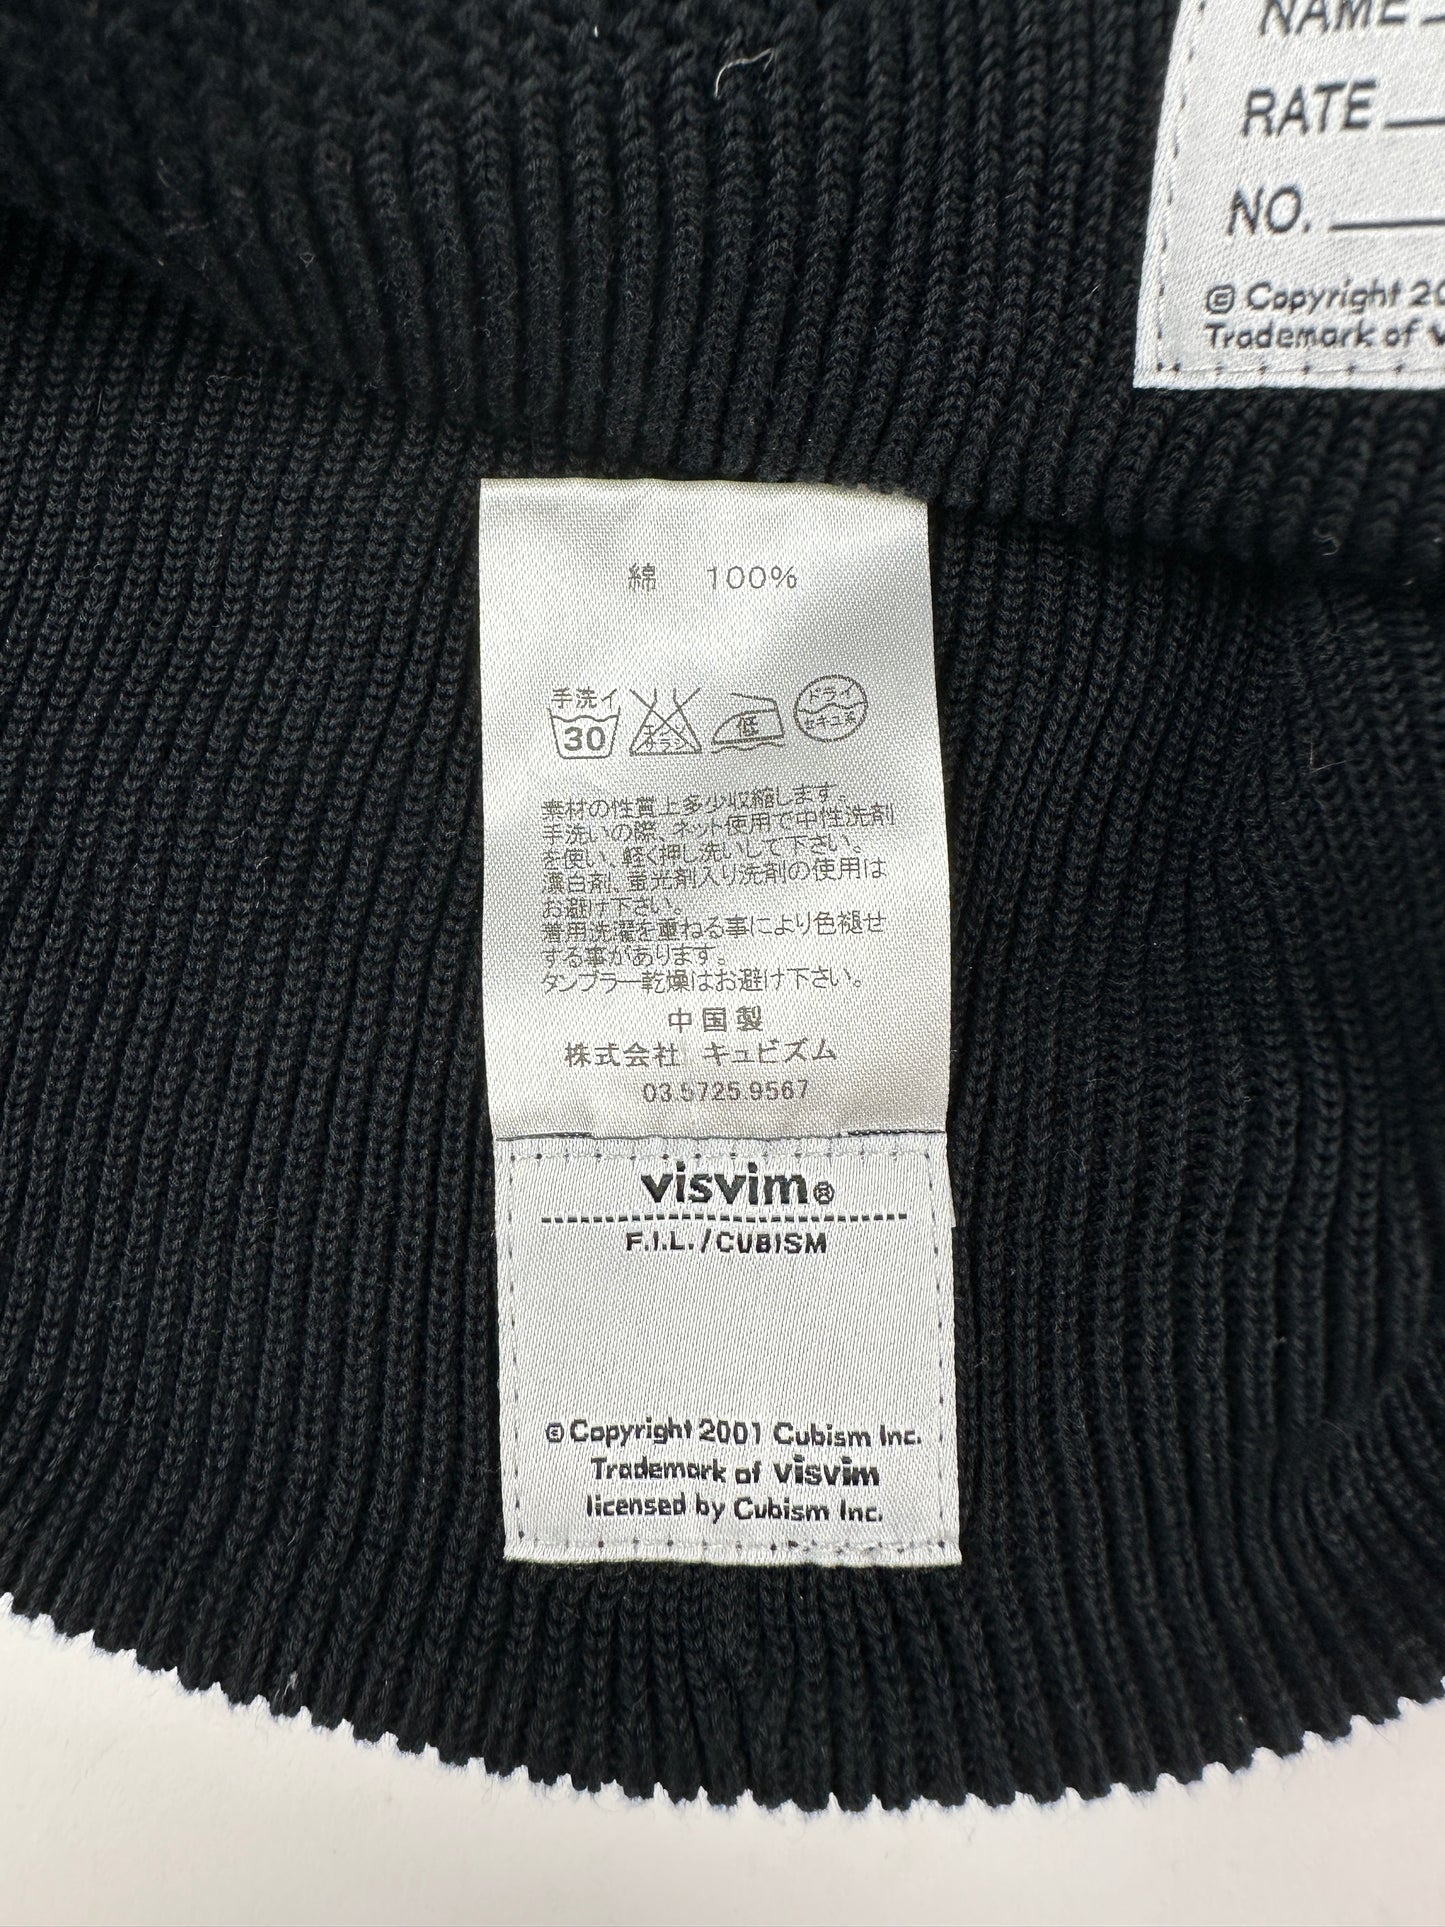 NAME
RATE
NO.
© Copyright 20
Trademark of v
綿 100%
手洗イ
30
エンソ
サラシ
低
ドライ
セキユ系
素材の性質上多少収縮します。
手洗いの際、ネット使用で中性洗剤
を使い、軽く押し洗いして下さい。
漂白剤、蛍光剤入り洗剤の使用は
お避け下さい。
着用洗濯を重ねる事により色褪せ
する事があります。
タンブラー乾燥はお避け下さい。
中国製
株式会社 キュビズム
03.5725.9567
visvim®
F.I.L./CUBISM
© Copyright 2001 Cubism Inc.
Trademark of visvim
licensed by Cubism Inc.